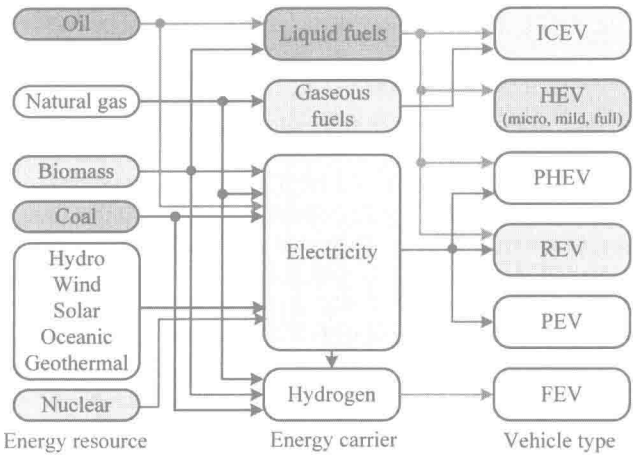 Oil
Liquid fuels
ICEV
Natural gas
Gaseous
fuels
HEV
(micro, mild, full)
Biomass
PHEV
Coal
Electricity
Hydro
Wind
Solar
Oceanic
Geothermal
REV
PEV
Nuclear
Hydrogen
FEV
Energy resource
Energy carrier
Vehicle type